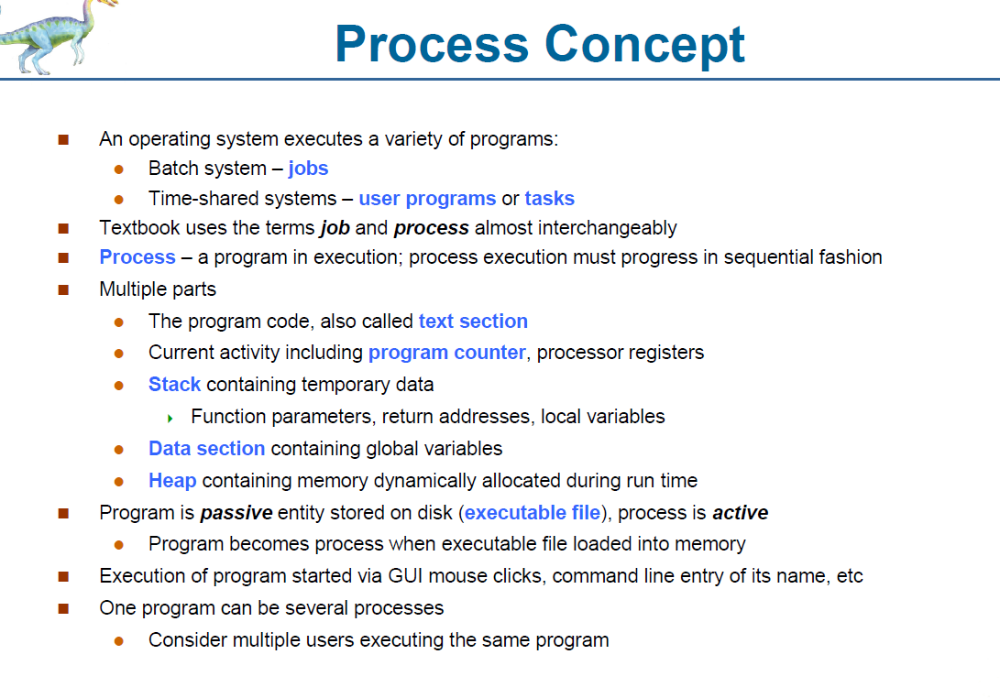 Process Concept
An operating system executes a variety of programs:
Batch system – jobs
Time-shared systems – user programs or tasks
Textbook uses the terms job and process almost interchangeably
Process – a program in execution; process execution must progress in sequential fashion
Multiple parts
The program code, also called text section
Current activity including program counter, processor registers
Stack containing temporary data
Function parameters, return addresses, local variables
Data section containing global variables
Heap containing memory dynamically allocated during run time
Program is passive entity stored on disk (executable file), process is active
Program becomes process when executable file loaded into memory
Execution of program started via GUI mouse clicks, command line entry of its name, etc
One program can be several processes
Consider multiple users executing the same program